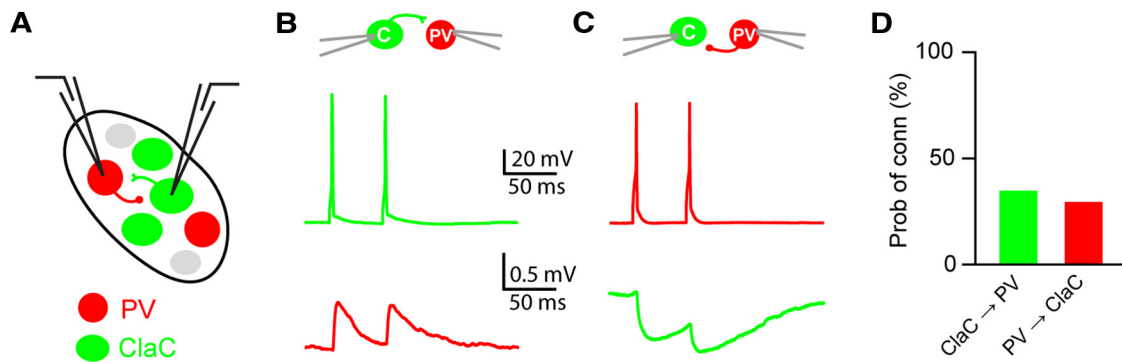 A
PV
ClaC
B
C
PV
20 mV
50 ms
0.5 mV
50 ms
C
C
PV
D
Prob of conn (%)
100
50
0
ClaC → PV
PV → ClaC